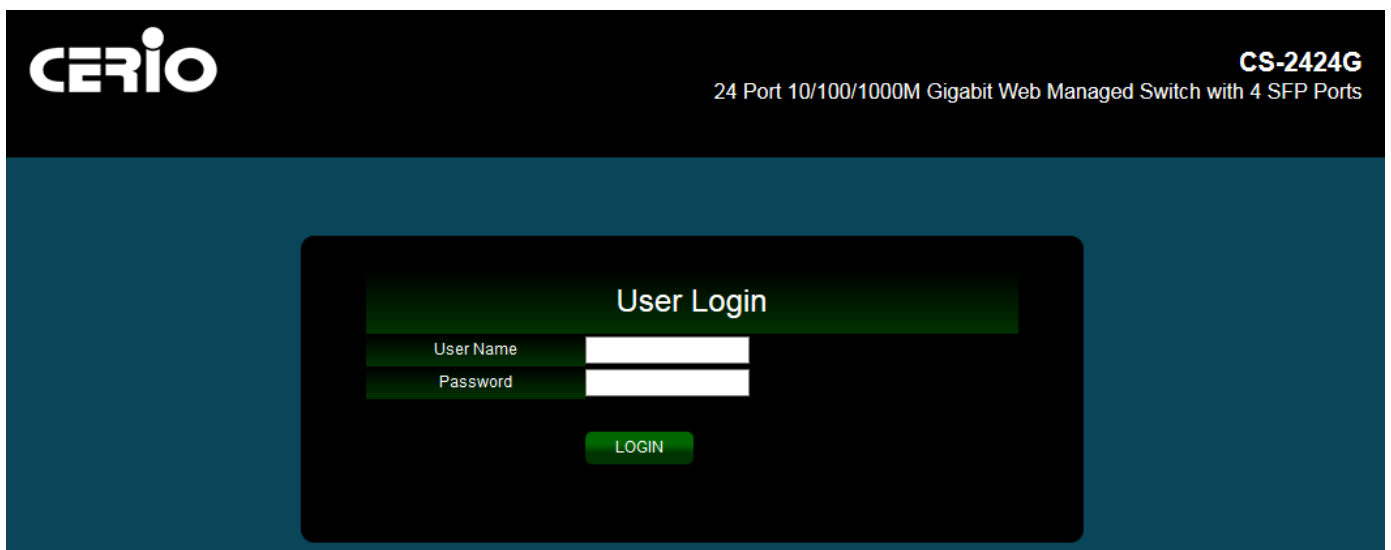 CERIO
CS-2424G
24 Port 10/100/1000M Gigabit Web Managed Switch with 4 SFP Ports
User Login
User Name
Password
LOGIN